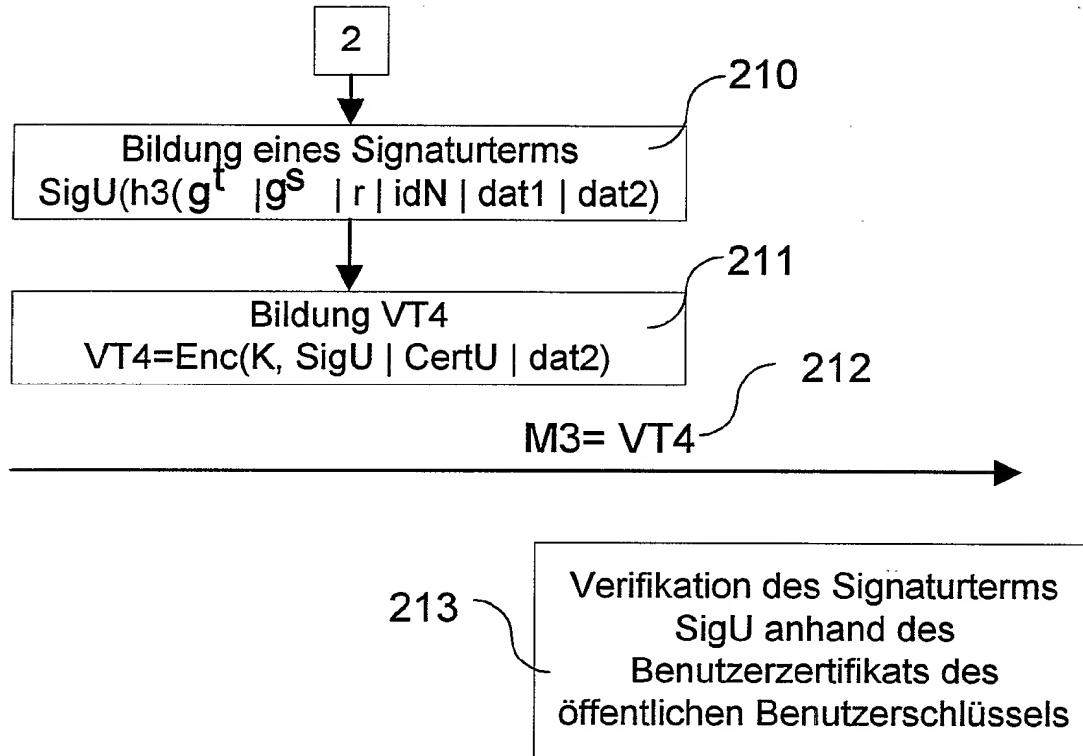 2
210
Bildung eines Signaturterms
SigU(h3(g^t |g^s | r | idN | dat1 | dat2)
211
Bildung VT4
VT4=Enc(K, SigU | CertU | dat2)
212
M3= VT4
213
Verifikation des Signaturterms
SigU anhand des
Benutzerzertifikats des
öffentlichen Benutzerschlüssels